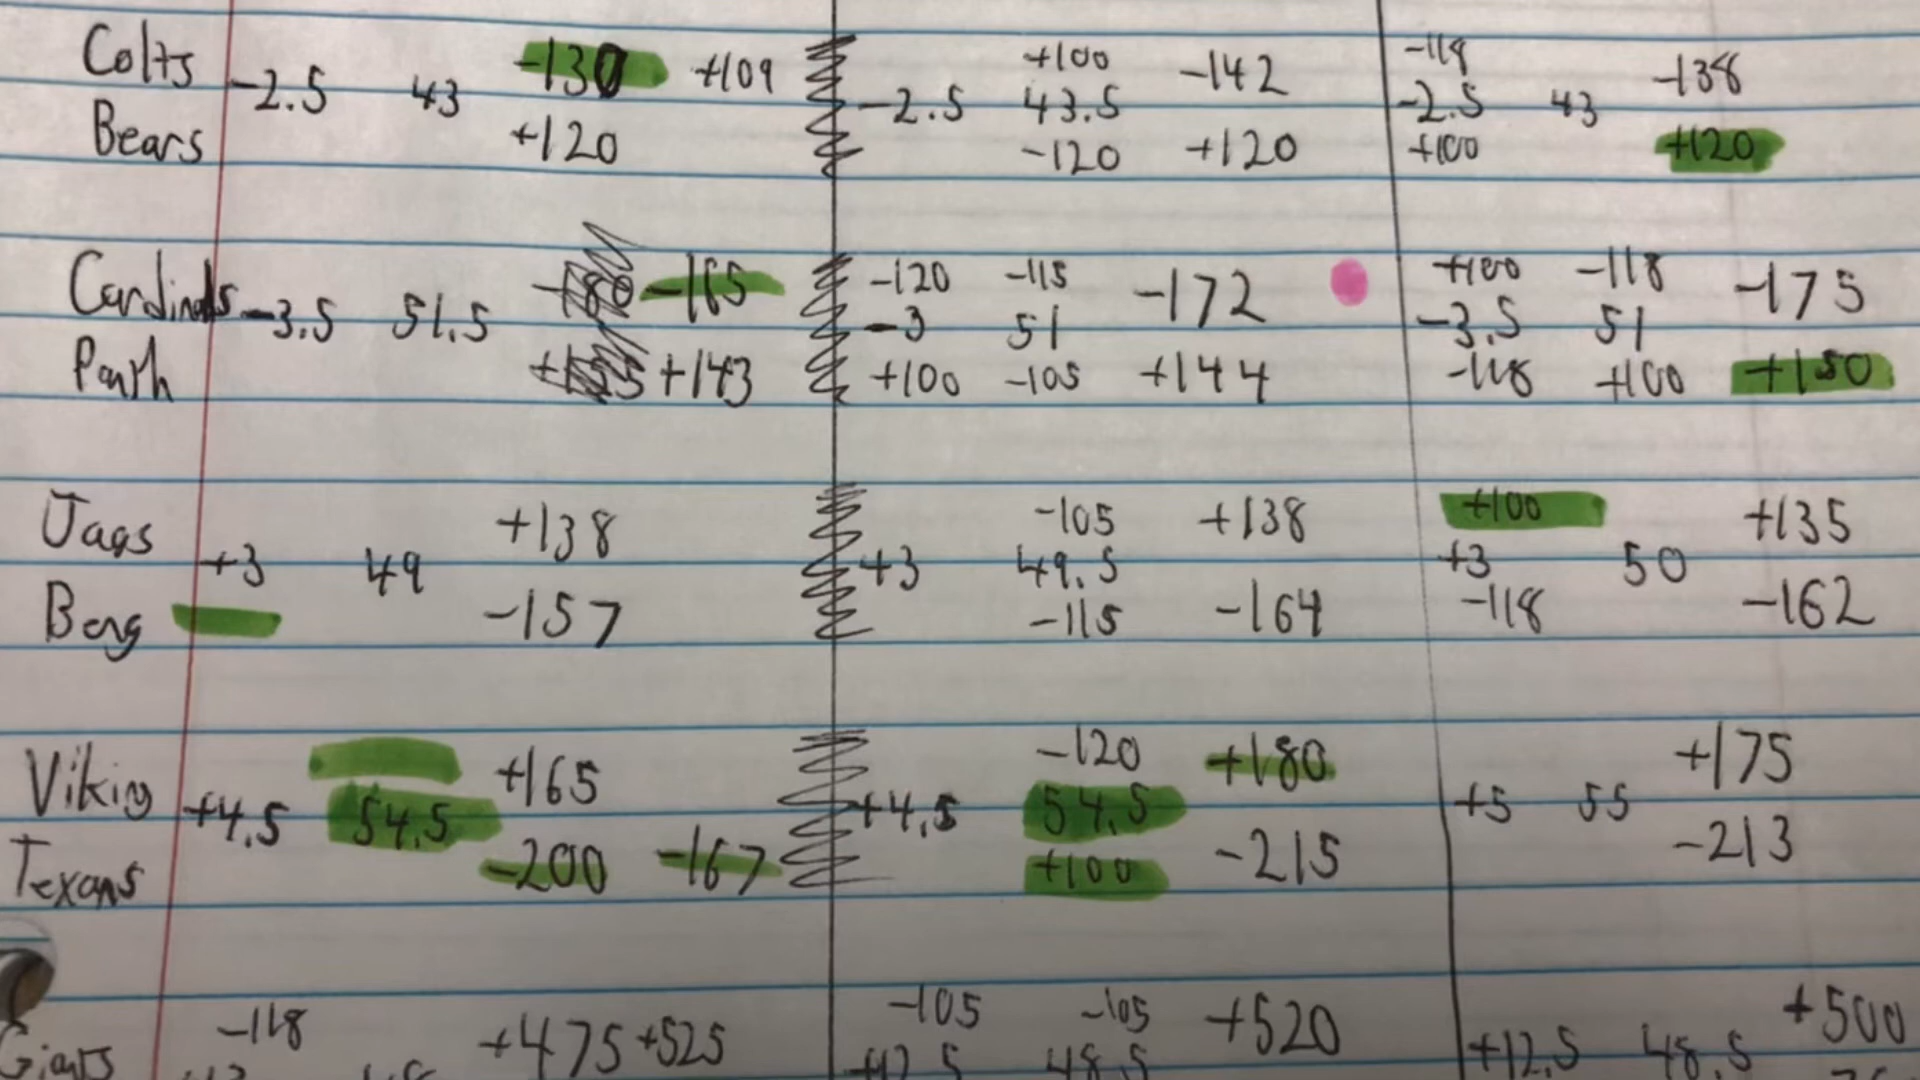 Colts -130 +109 +100 -142 -118 -138
-2.5 43 -2.5 43.5 -2.5 43
Bears +120 -120 +120 +100 +120
Cardinals -165 -120 -115 -172 +100 -118 -175
-3.5 51.5 -3 51 -3.5 51
Panth +143 +100 -105 +144 -118 +100 +150
Jags +138 -105 +138 +100 +135
+3 49 +3 49.5 +3 50
Beng -157 -115 -164 -118 -162
Viking +165 -120 +180 +175
+4.5 54.5 +4.5 54.5 +5 55
Texans -200 -167 +100 -215 -213
-118 -105 -105 +500
Giants +475 +525 +520
+12.5 48.5 +12.5 48.5